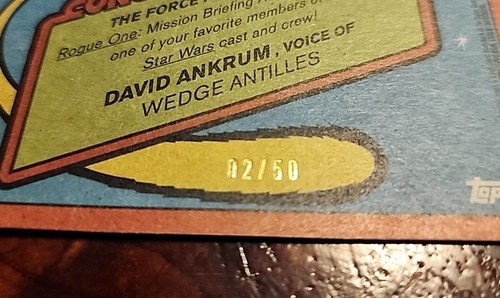 THE FORCE
Rogue One: Mission Briefing
one of your favorite members
Star Wars cast and crew!
DAVID ANKRUM, VOICE OF
WEDGE ANTILLES
02/50